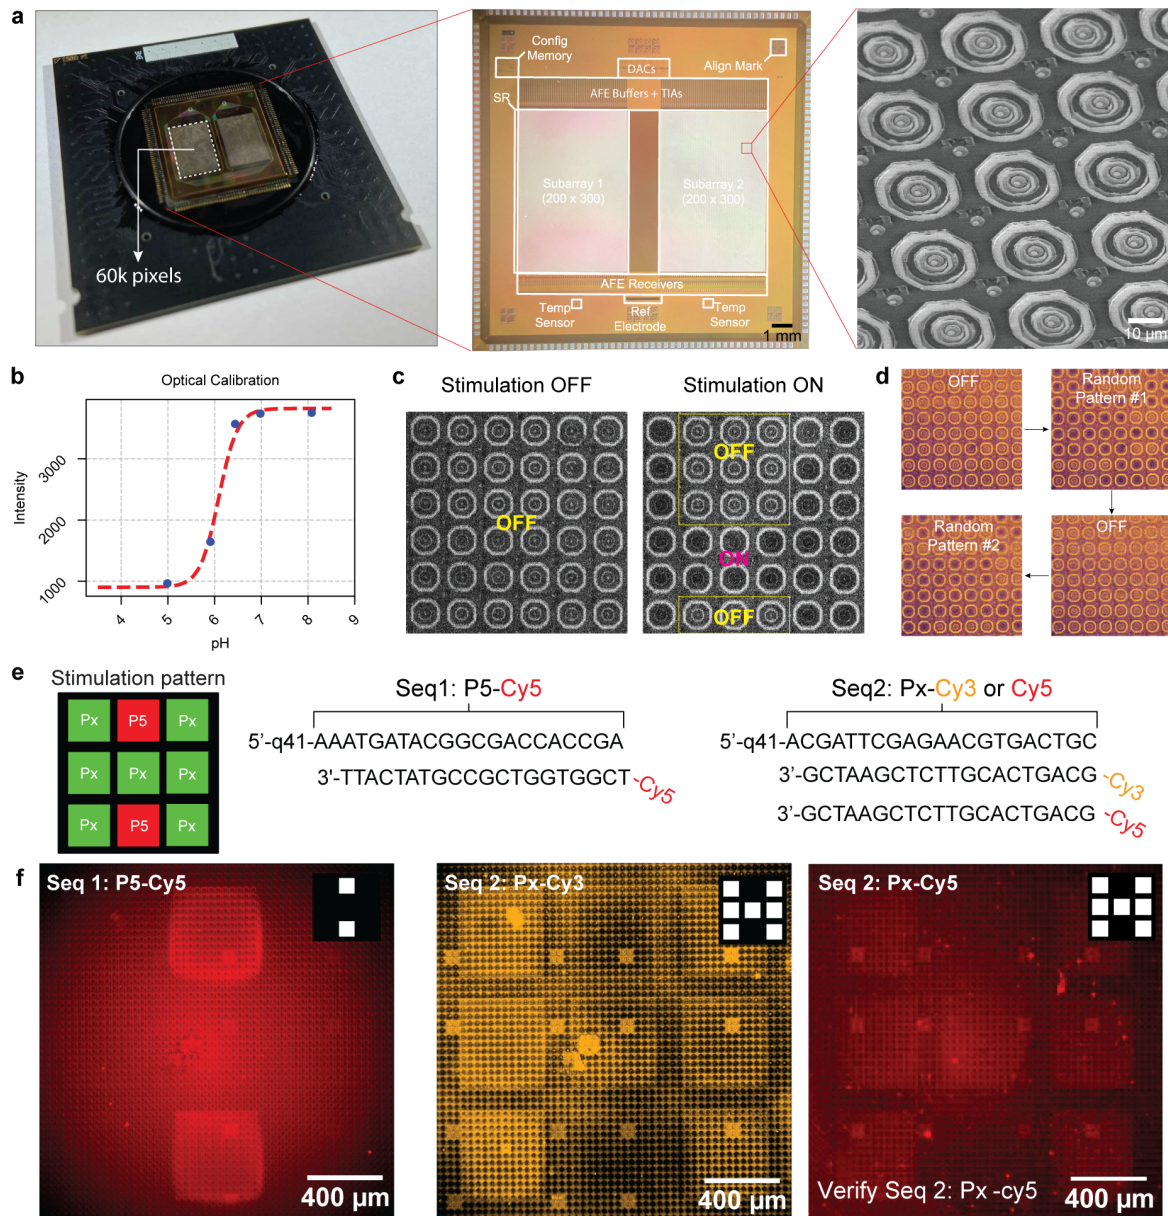 a
60k pixels
Config
Memory
DACs
Align Mark
AFE Buffers + TIAs
SR
Subarray 1
(200 x 300)
Subarray 2
(200 x 300)
AFE Receivers
Temp
Sensor
Ref
Electrode
Temp
Sensor
1 mm
10 µm
b
Optical Calibration
Intensity
3000
2000
1000
4
5
6
7
8
9
pH
c
Stimulation OFF
OFF
Stimulation ON
OFF
ON
OFF
d
OFF
Random
Pattern #1
Random
Pattern #2
OFF
e
Stimulation pattern
Px P5 Px
Px Px Px
Px P5 Px
Seq1: P5-Cy5
5'-q41-AAATGATACGGCGACCACCGA
3'-TTACTATGCCGCTGGTGGCT-Cy5
Seq2: Px-Cy3 or Cy5
5'-q41-ACGATTCGAGAACGTGACTGC
3'-GCTAAGCTCTTGCACTGACG-Cy3
3'-GCTAAGCTCTTGCACTGACG-Cy5
f
Seq 1: P5-Cy5
400 µm
Seq 2: Px-Cy3
400 µm
Seq 2: Px-Cy5
Verify Seq 2: Px -cy5
400 µm